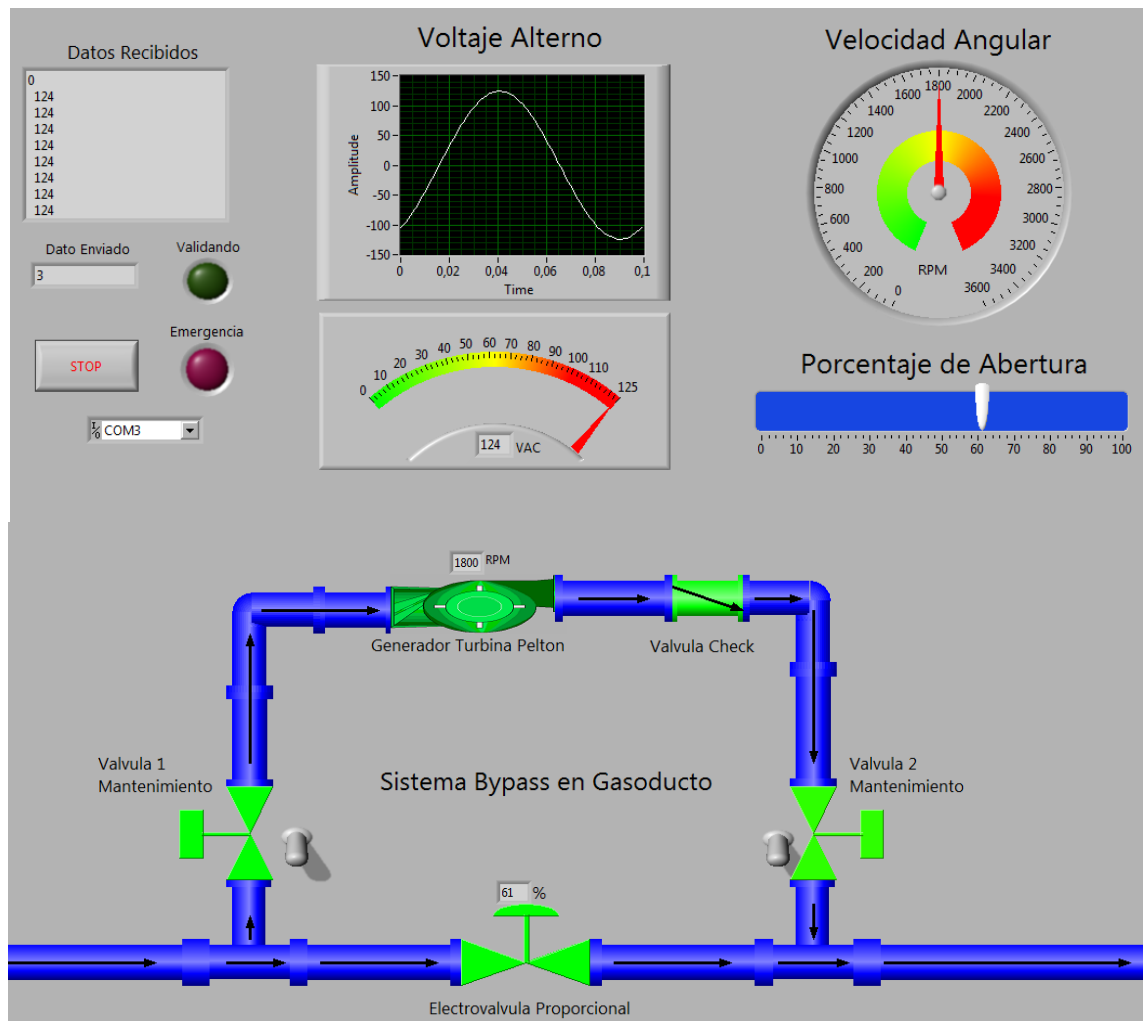 Datos Recibidos
0
124
124
124
124
124
124
124
124
Dato Enviado
3
Validando
STOP
Emergencia
I/O COM3
Voltaje Alterno
Amplitude
150
100
50
0
-50
-100
-150
0 0,02 0,04 0,06 0,08 0,1
Time
0 10 20 30 40 50 60 70 80 90 100 110 125
124 VAC
Velocidad Angular
0 200 400 600 800 1000 1200 1400 1600 1800 2000 2200 2400 2600 2800 3000 3200 3400 3600
RPM
Porcentaje de Abertura
0 10 20 30 40 50 60 70 80 90 100
1800 RPM
Generador Turbina Pelton
Valvula Check
Valvula 1
Mantenimiento
Sistema Bypass en Gasoducto
Valvula 2
Mantenimiento
61 %
Electrovalvula Proporcional